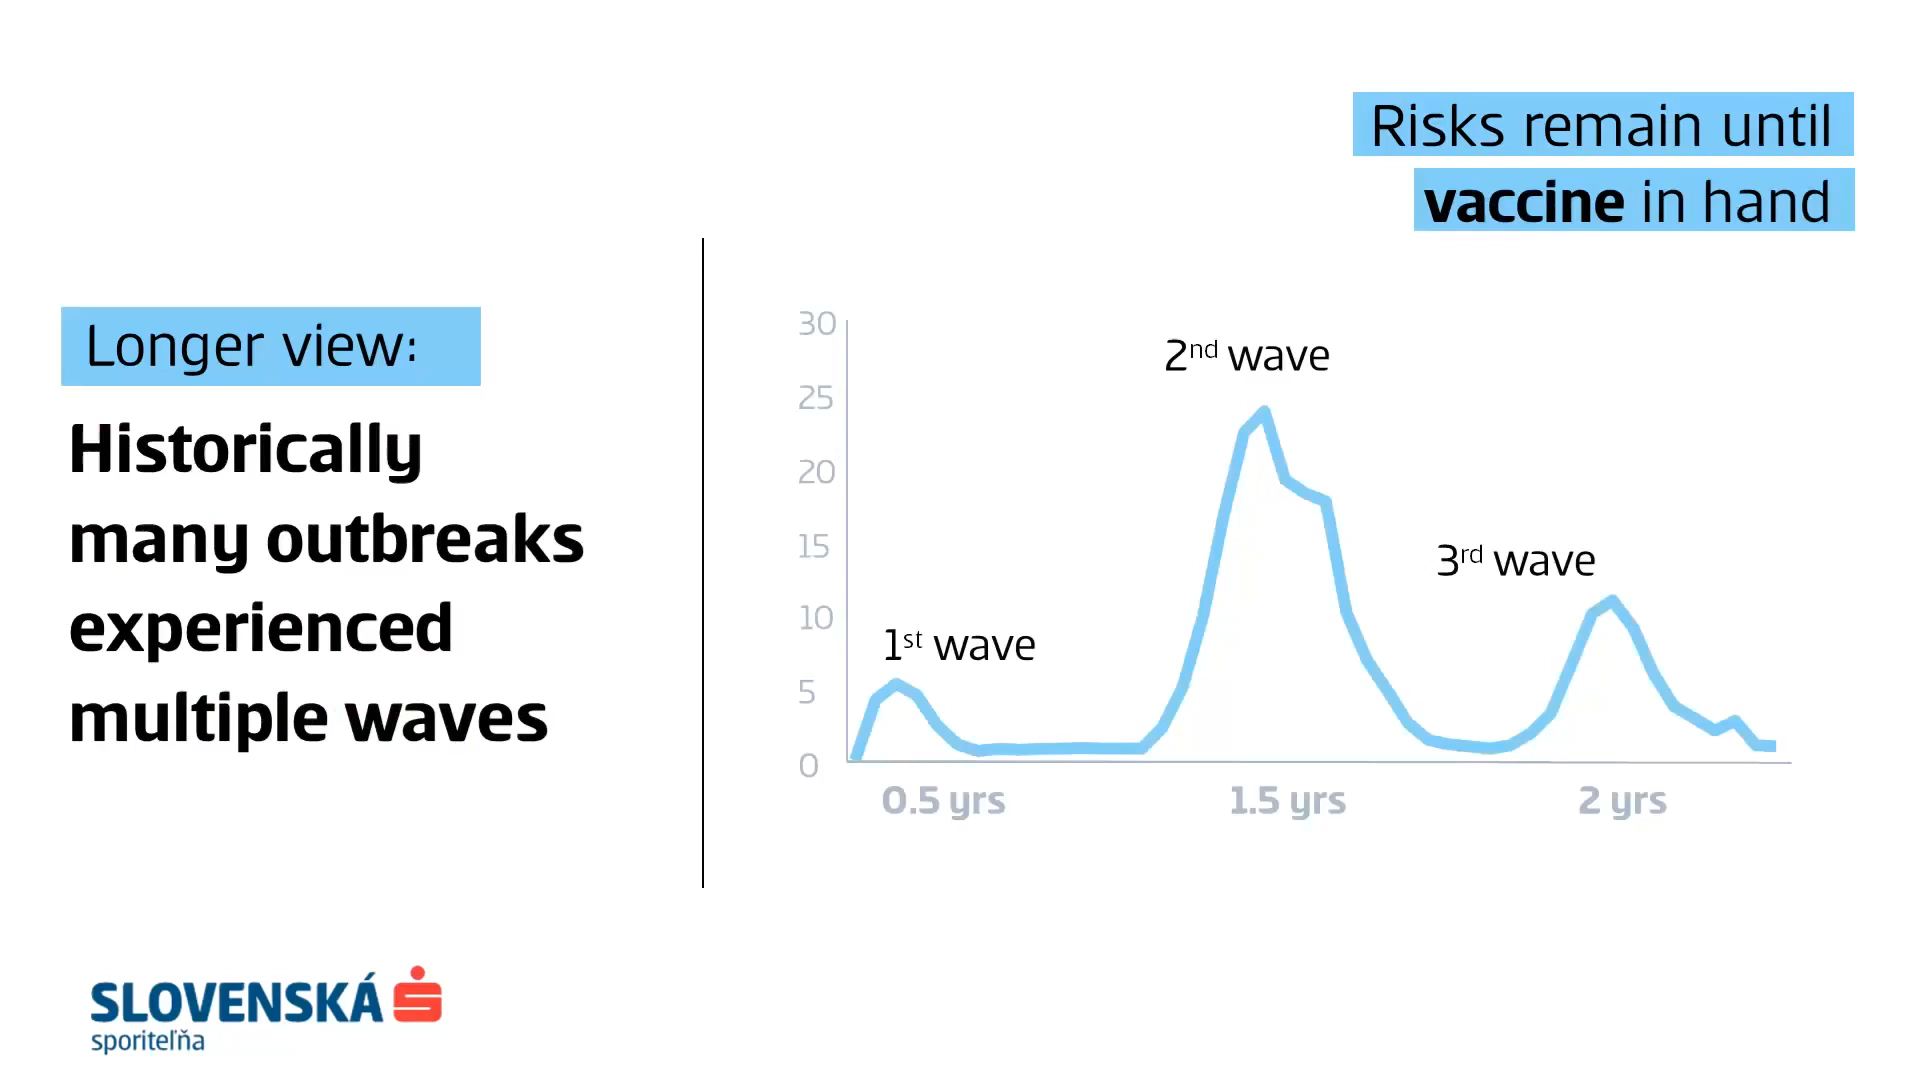 Risks remain until
vaccine in hand
Longer view:
Historically
many outbreaks
experienced
multiple waves
30
25
20
15
10
5
0
1st wave
2nd wave
3rd wave
0.5 yrs
1.5 yrs
2 yrs
SLOVENSKÁ
sporiteľňa